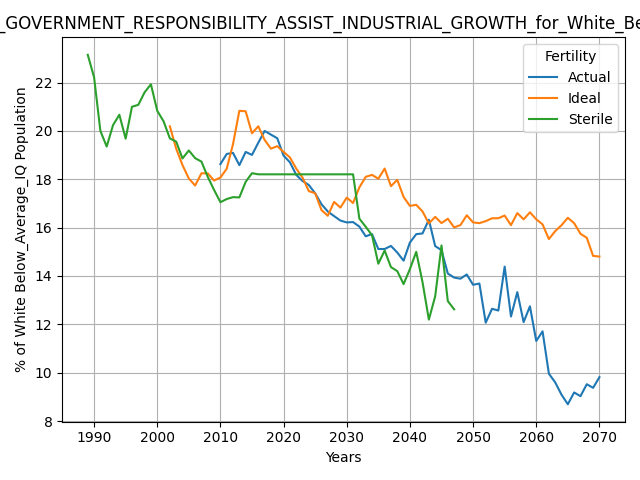 _GOVERNMENT_RESPONSIBILITY_ASSIST_INDUSTRIAL_GROWTH_for_White_Be
Fertility
Actual
Ideal
Sterile
% of White Below_Average_IQ Population
22
20
18
16
14
12
10
8
1990 2000 2010 2020 2030 2040 2050 2060 2070
Years